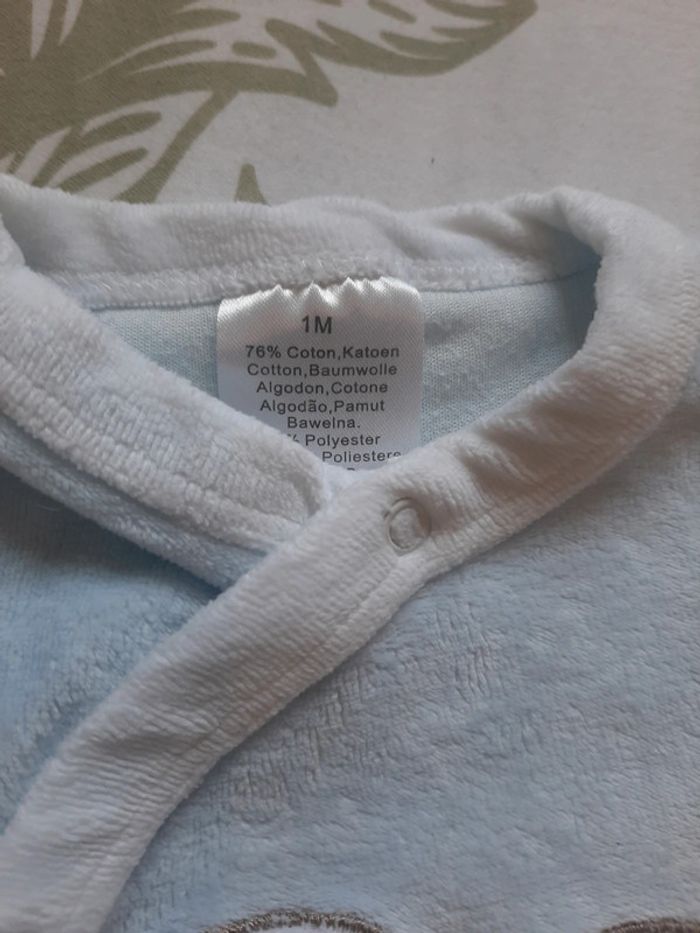 1M
76% Coton,Katoen
Cotton,Baumwolle
Algodon,Cotone
Algodão,Pamut
Bawelna.
% Polyester
Poliestere